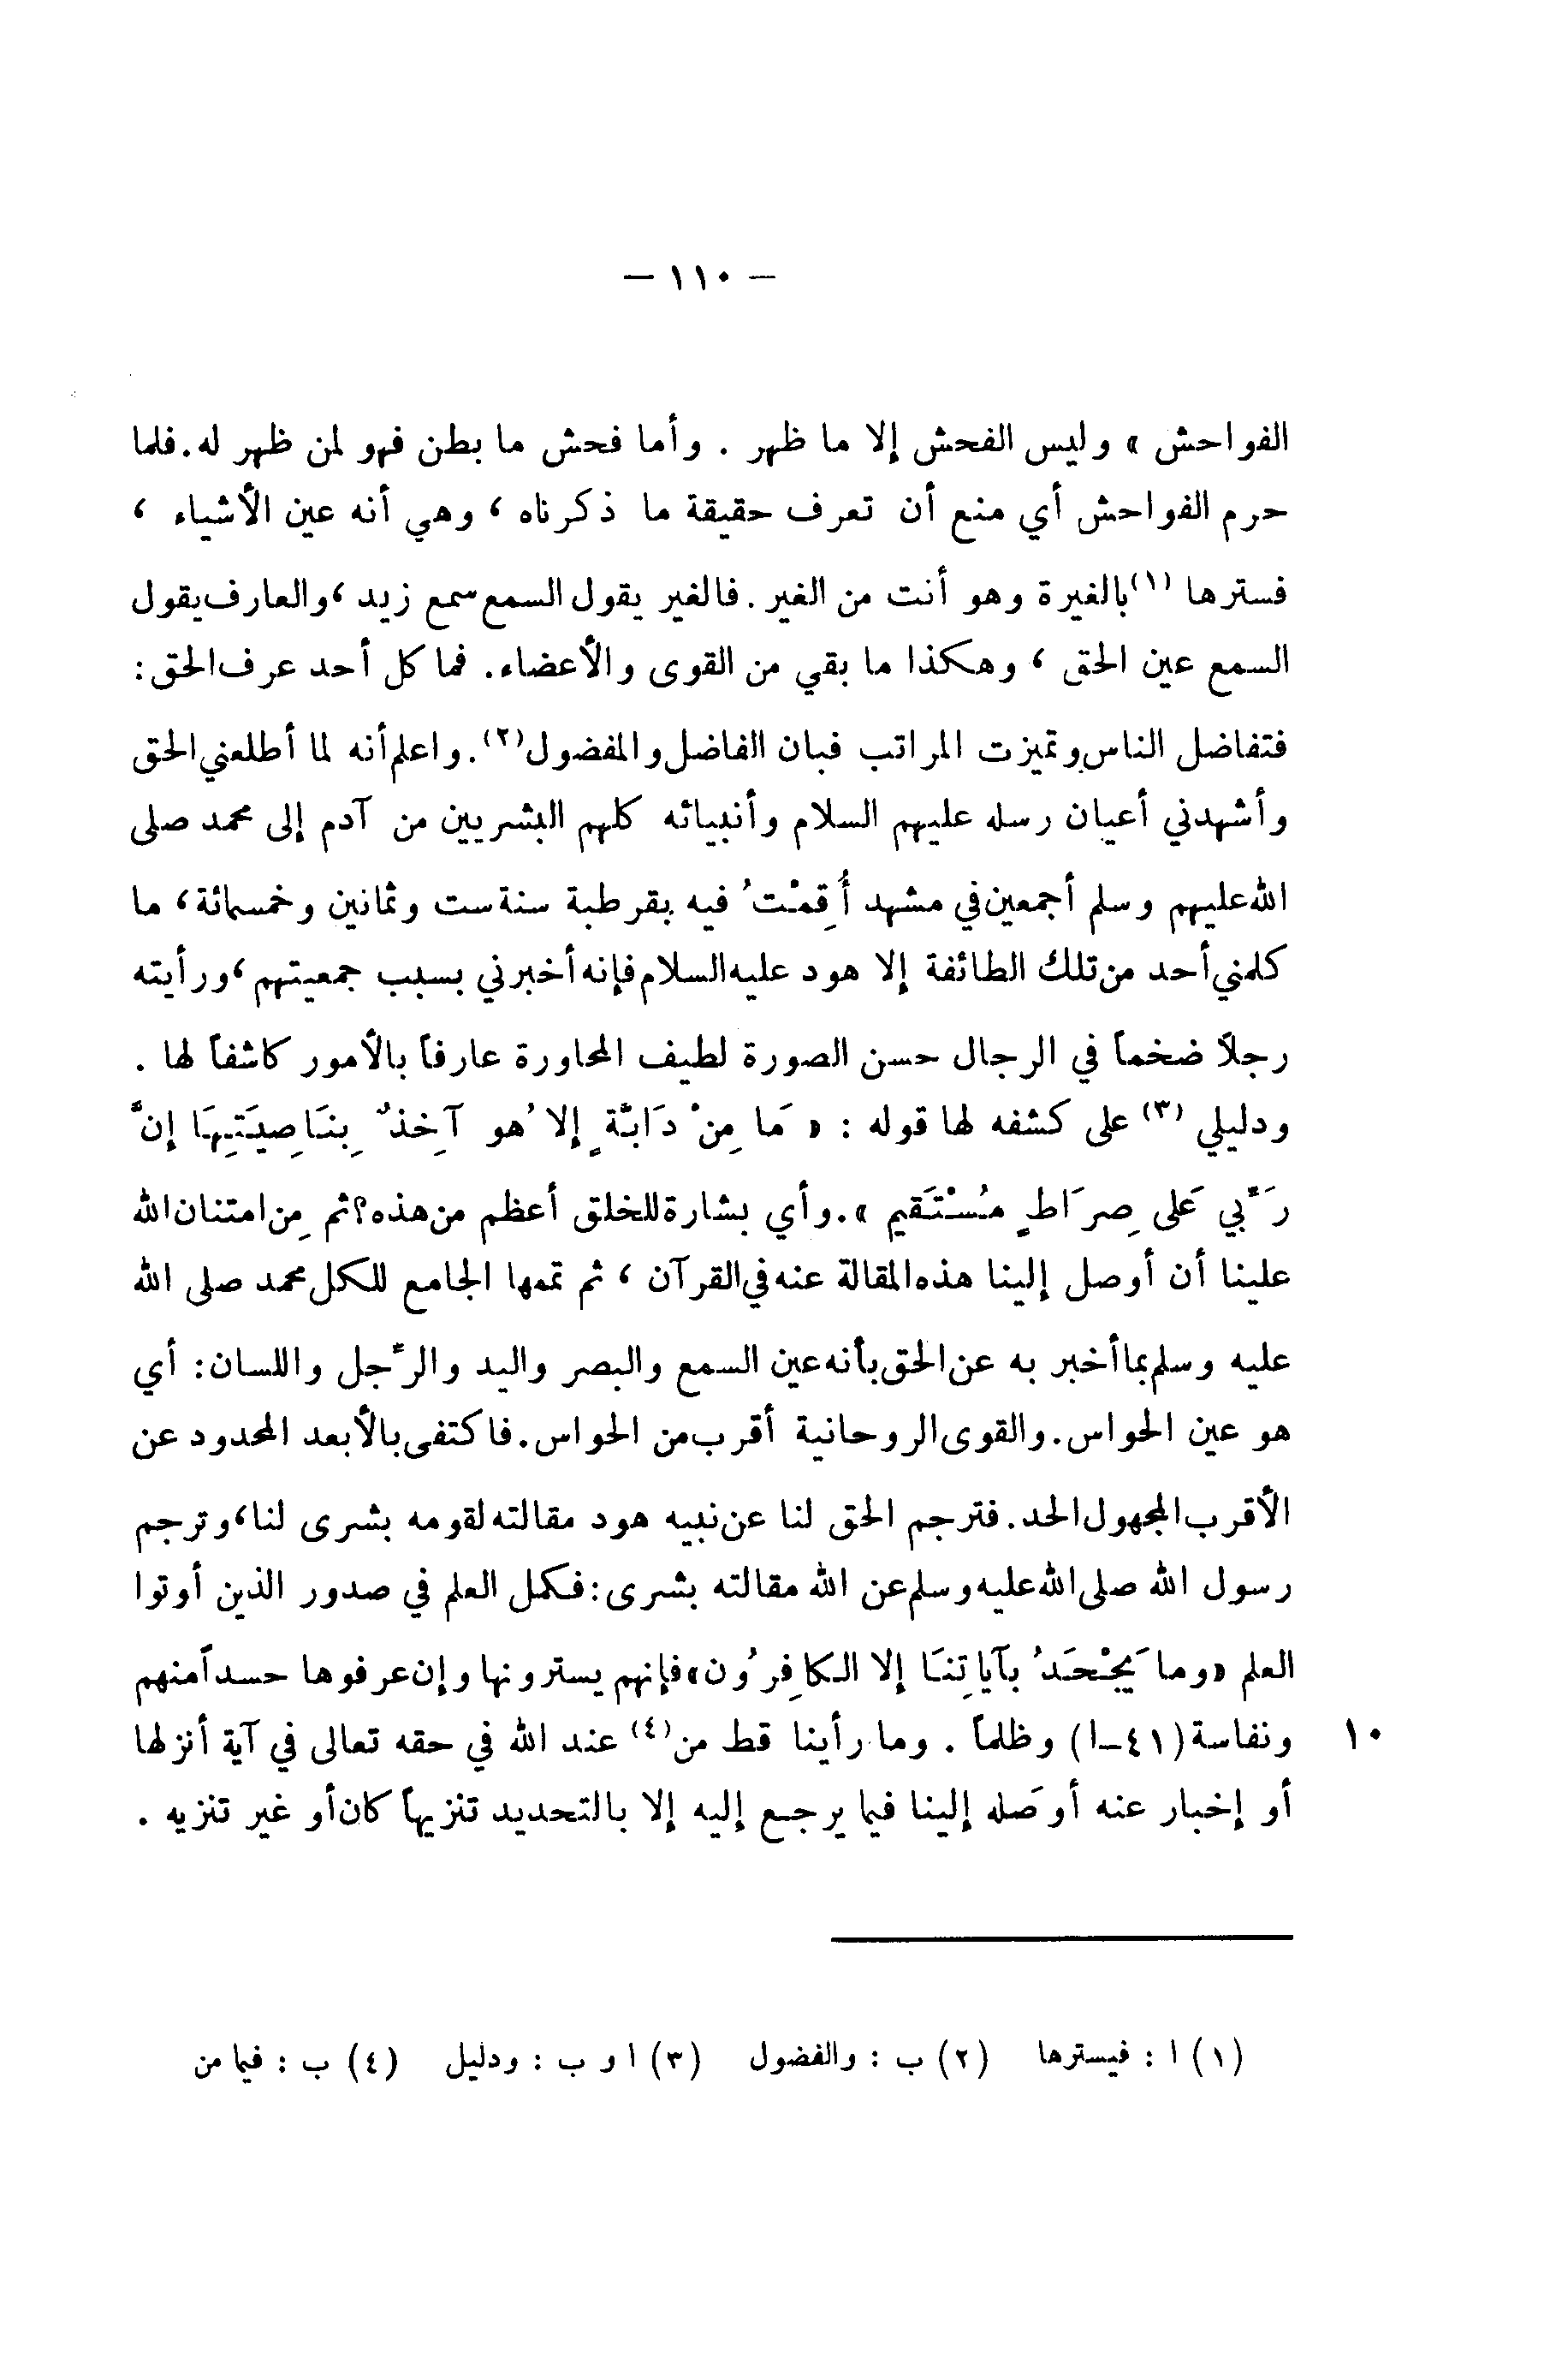 — ١١٠ —
الفواحش » وليس الفحش إلا ما ظهر . وأما فحش ما بطن فهو لمن ظهر له . فلما
حرم الفواحش أي منع أن تعرف حقيقة ما ذكرناه ، وهي أنه عين الأشياء ،
فسترها (١) بالغيرة وهو أنت من الغير . فالغير يقول السمع سمع زيد ، والعارف يقول
السمع عين الحق ، وهكذا ما بقي من القوى والأعضاء . فما كل أحد عرف الحق :
فتفاضل الناس وتميزت المراتب فبان الفاضل والمفضول (٢) . واعلم أنه لما أطلعني الحق
وأشهدني أعيان رسله عليهم السلام وأنبيائه كلهم البشريين من آدم إلى محمد صلى
الله عليهم وسلم أجمعين في مشهد أُقِمْتُ فيه بقرطبة سنة ست وثمانين وخمسمائة ، ما
كلمني أحد من تلك الطائفة إلا هود عليه السلام فإنه أخبرني بسبب جمعيتهم ، ورأيته
رجلاً ضخماً في الرجال حسن الصورة لطيف المحاورة عارفاً بالأمور كاشفاً لها .
ودليلي (٣) على كشفه لها قوله : « مَا مِنْ دَابَّةٍ إلا هُو آخِذٌ بِنَاصِيَتِهَا إنَّ
رَبِّي عَلى صِرَاطٍ مُسْتَقيم » . وأي بشارة للخلق أعظم من هذه ؟ ثم مِن امتنان الله
علينا أن أوصل إلينا هذه المقالة عنه في القرآن ، ثم تممها الجامع للكل محمد صلى الله
عليه وسلم بما أخبر به عن الحق بأنه عين السمع والبصر واليد والرِّجل واللسان : أي
هو عين الحواس . والقوى الروحانية أقرب من الحواس . فاكتفى بالأبعد المحدود عن
الأقرب المجهول الحد . فترجم الحق لنا عن نبيه هود مقالته لقومه بشرى لنا ، وترجم
رسول الله صلى الله عليه وسلم عن الله مقالته بشرى : فكمل العلم في صدور الذين أوتوا
العلم « وما يَجْحَدُ بآياتِنَا إلا الكافِرُون » فإنهم يسترونها وإن عرفوها حسداً منهم
ونفاسة (٤١-ا) وظلماً . وما رأينا قط من (٤) عند الله في حقه تعالى في آية أنزلها ١٠
أو إخبار عنه أوصَله إلينا فيما يرجع إليه إلا بالتحديد تنزيهاً كان أو غير تنزيه .
(١) ا : فيسترها (٢) ب : والفضول (٣) ا و ب : ودليل (٤) ب : فيما من